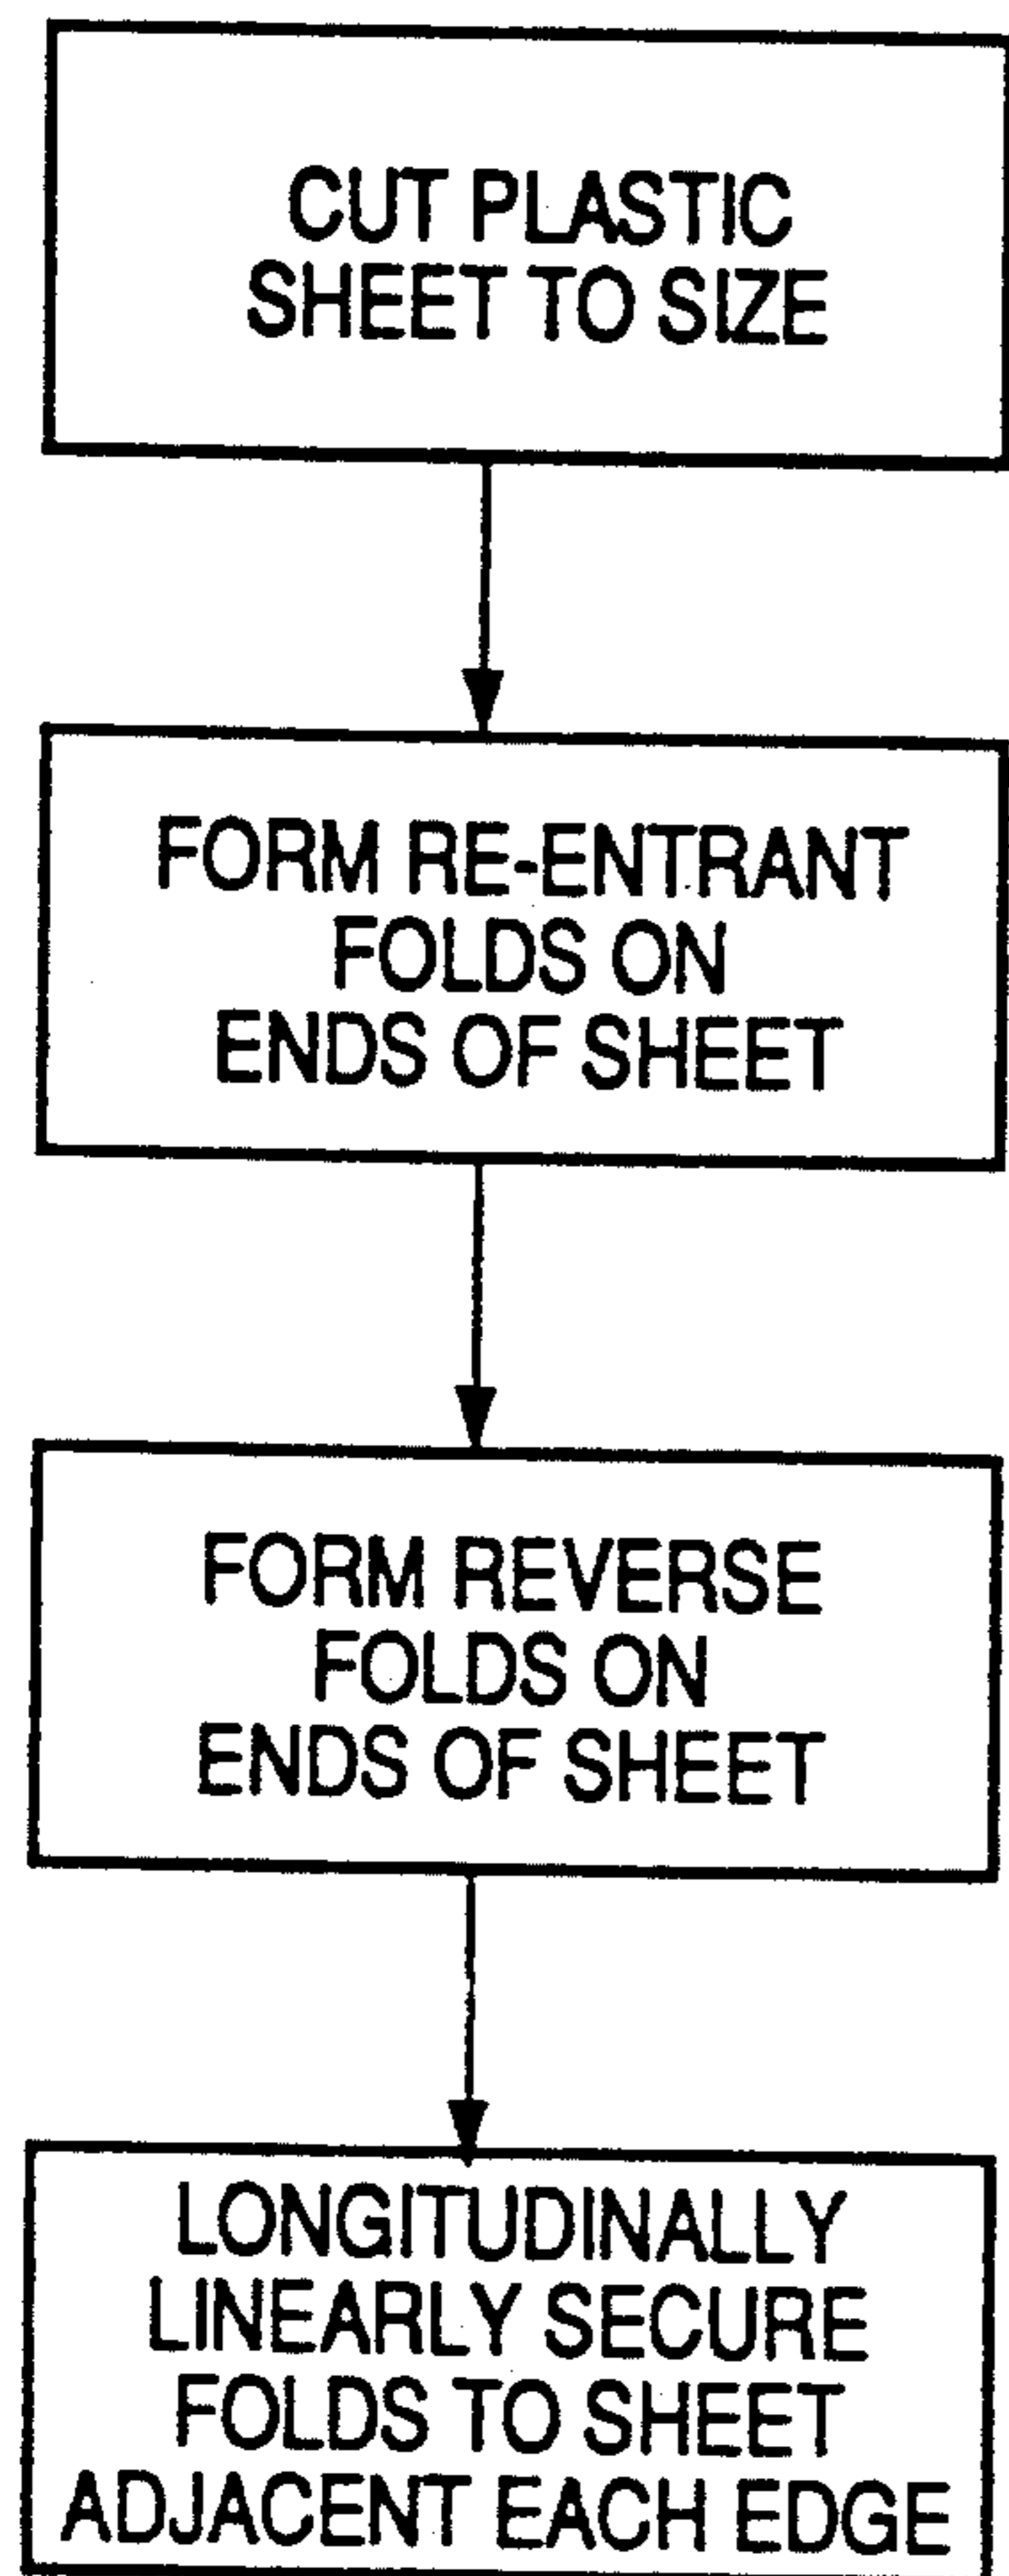 CUT PLASTIC
SHEET TO SIZE
FORM RE-ENTRANT
FOLDS ON
ENDS OF SHEET
FORM REVERSE
FOLDS ON
ENDS OF SHEET
LONGITUDINALLY
LINEARLY SECURE
FOLDS TO SHEET
ADJACENT EACH EDGE